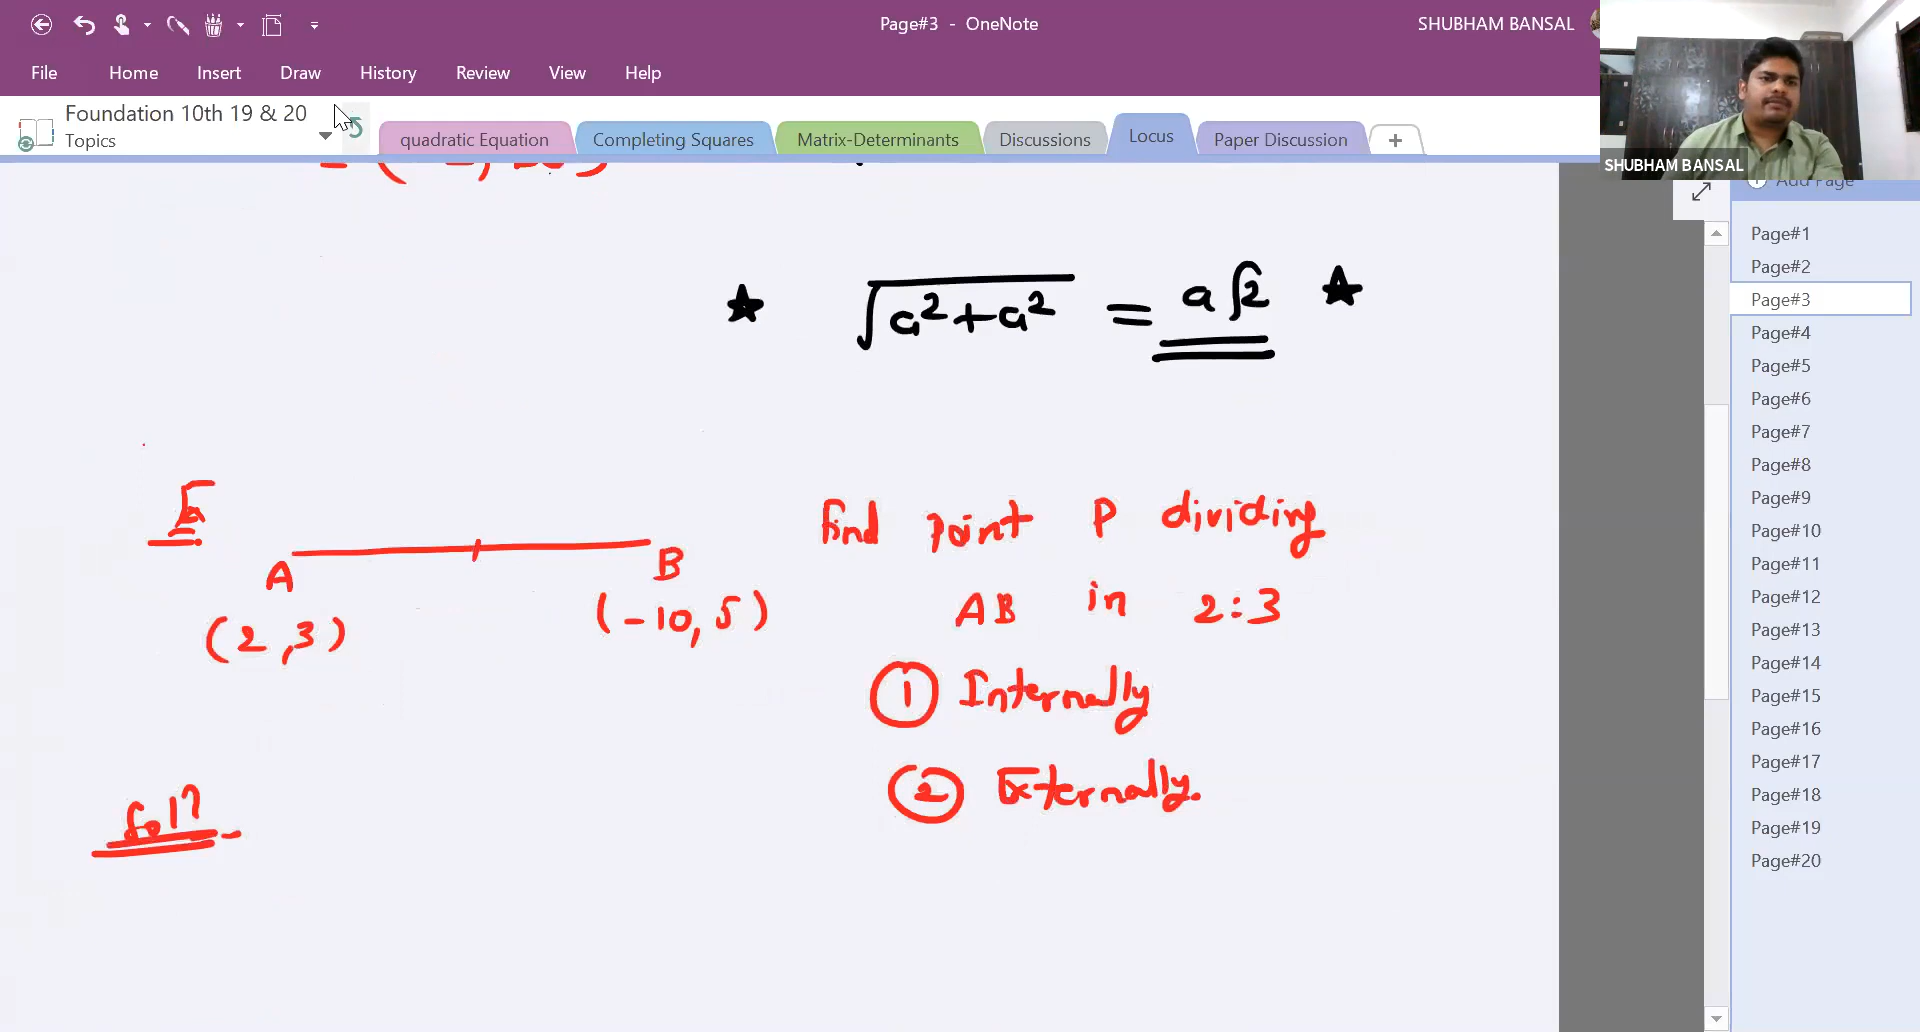 Page#3 - OneNote
SHUBHAM BANSAL
File Home Insert Draw History Review View Help
Foundation 10th 19 & 20
Topics
quadratic Equation Completing Squares Matrix-Determinants Discussions Locus Paper Discussion +
SHUBHAM BANSAL
Add Page
Page#1
Page#2
Page#3
Page#4
Page#5
Page#6
Page#7
Page#8
Page#9
Page#10
Page#11
Page#12
Page#13
Page#14
Page#15
Page#16
Page#17
Page#18
Page#19
Page#20
★ √(a²+a²) = a√2 ★
A B
(2,3) (-10,5)
find point P dividing
AB in 2:3
① Internally
② Externally.
Sol?